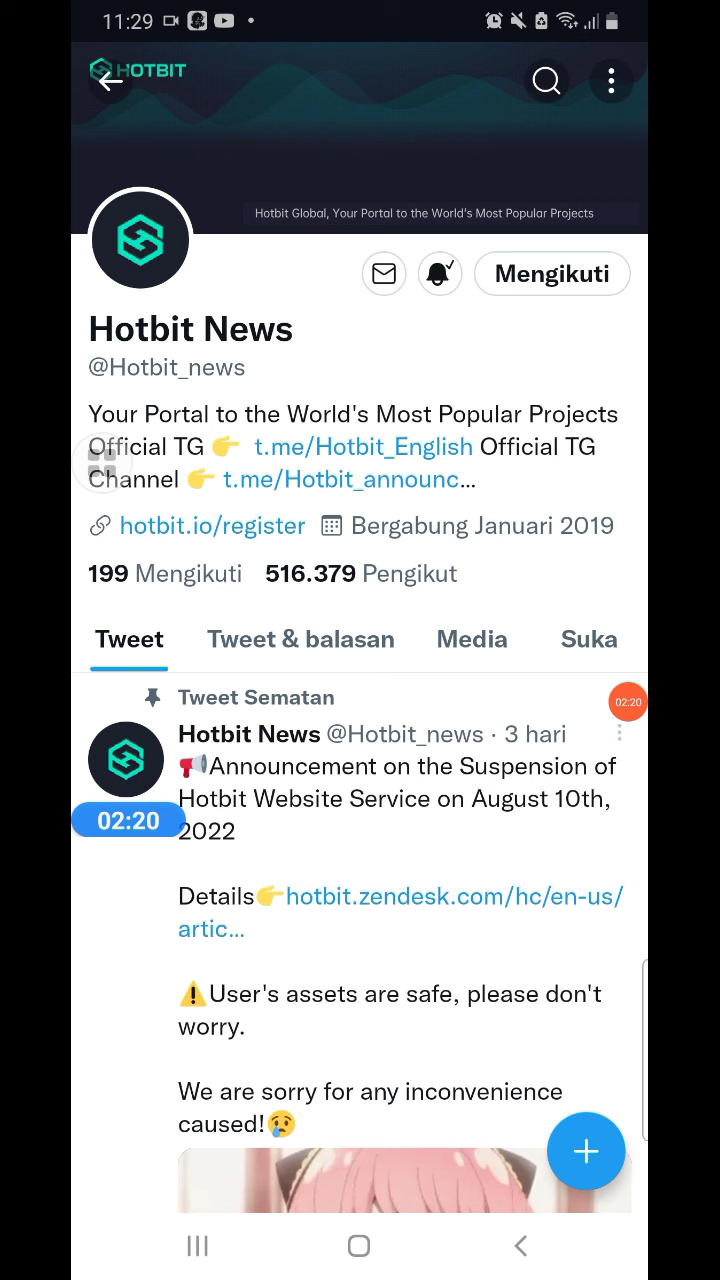 11:29
HOTBIT
Hotbit Global, Your Portal to the World's Most Popular Projects
Mengikuti
Hotbit News
@Hotbit_news
Your Portal to the World's Most Popular Projects
Official TG 👉 t.me/Hotbit_English Official TG
Channel 👉 t.me/Hotbit_announc...
hotbit.io/register Bergabung Januari 2019
199 Mengikuti 516.379 Pengikut
Tweet Tweet & balasan Media Suka
Tweet Sematan
02:20
Hotbit News @Hotbit_news · 3 hari
📢Announcement on the Suspension of
Hotbit Website Service on August 10th,
02:20
2022
Details👉hotbit.zendesk.com/hc/en-us/
artic...
⚠️User's assets are safe, please don't
worry.
We are sorry for any inconvenience
caused!😢